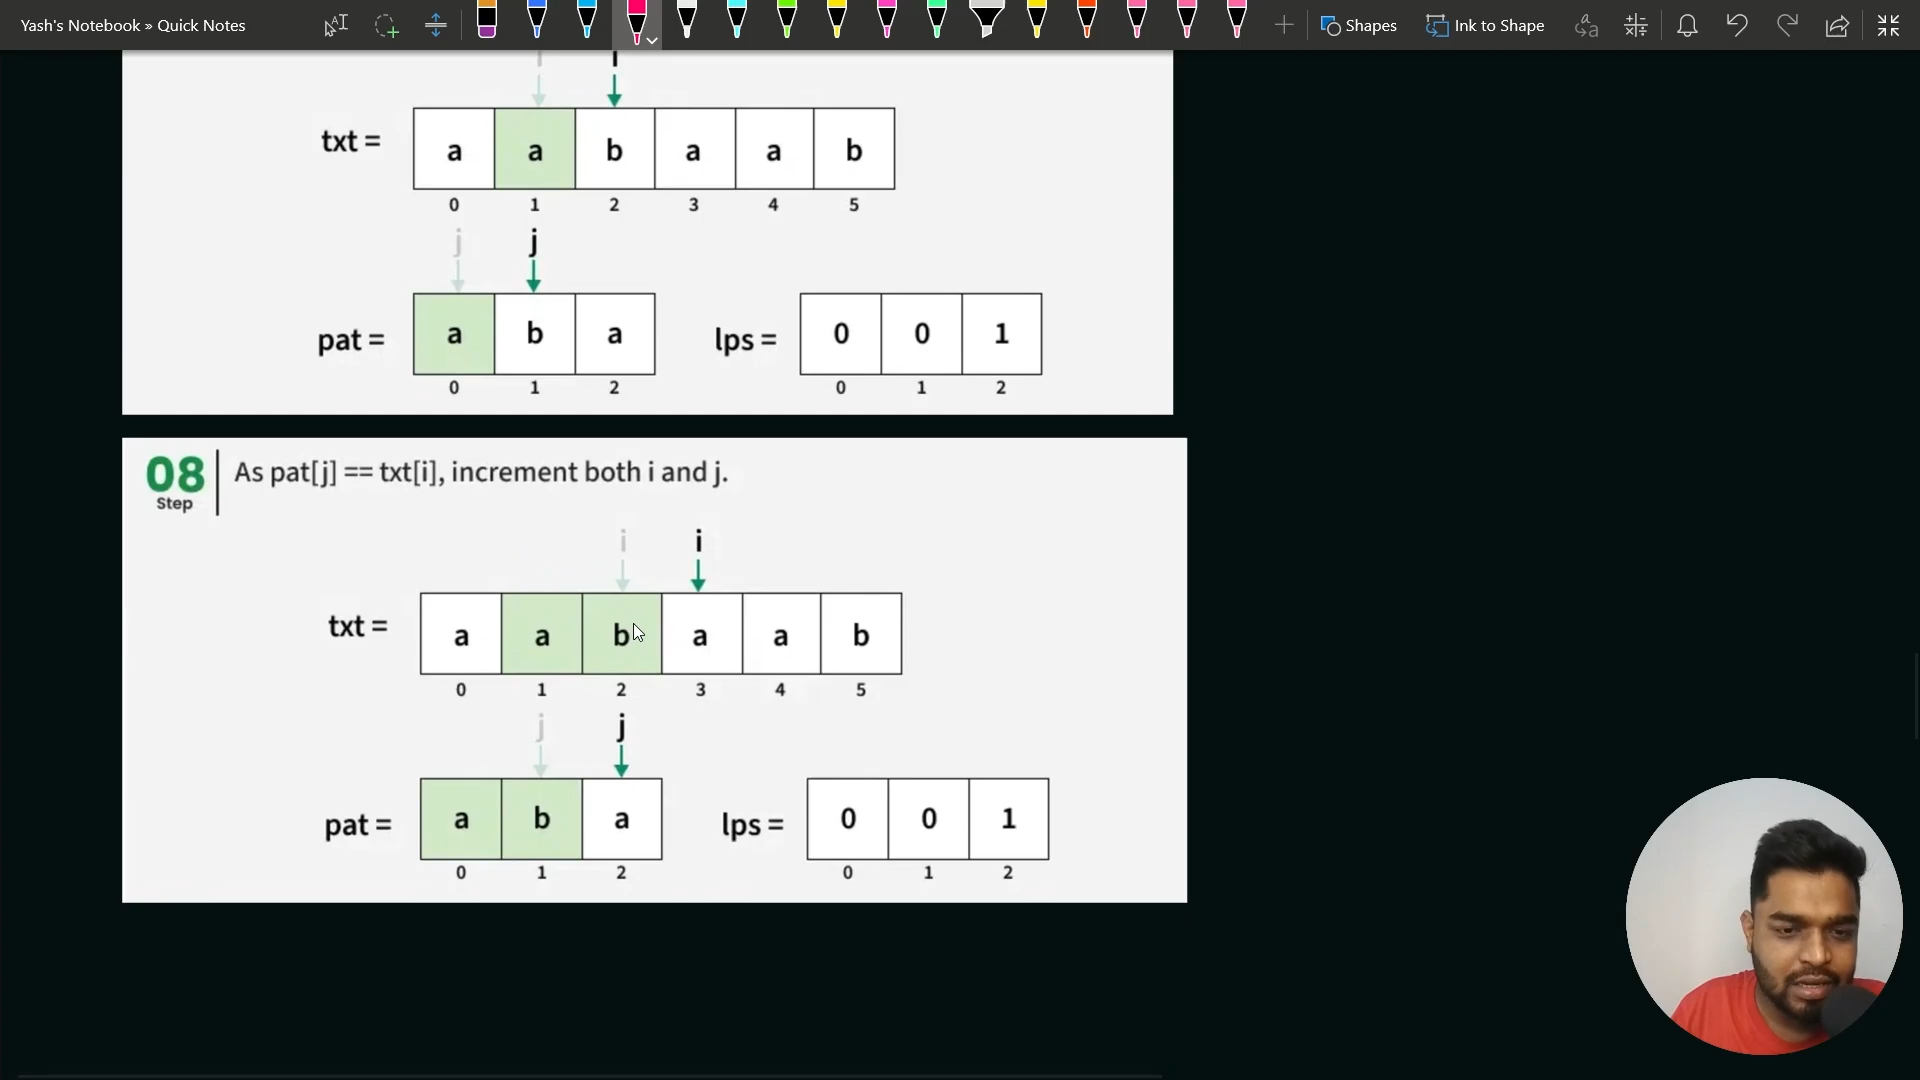 Yash's Notebook » Quick Notes
Shapes
Ink to Shape
i i
txt = a a b a a b
0 1 2 3 4 5
j j
pat = a b a lps = 0 0 1
0 1 2 0 1 2
08 As pat[j] == txt[i], increment both i and j.
Step
i i
txt = a a b a a b
0 1 2 3 4 5
j j
pat = a b a lps = 0 0 1
0 1 2 0 1 2